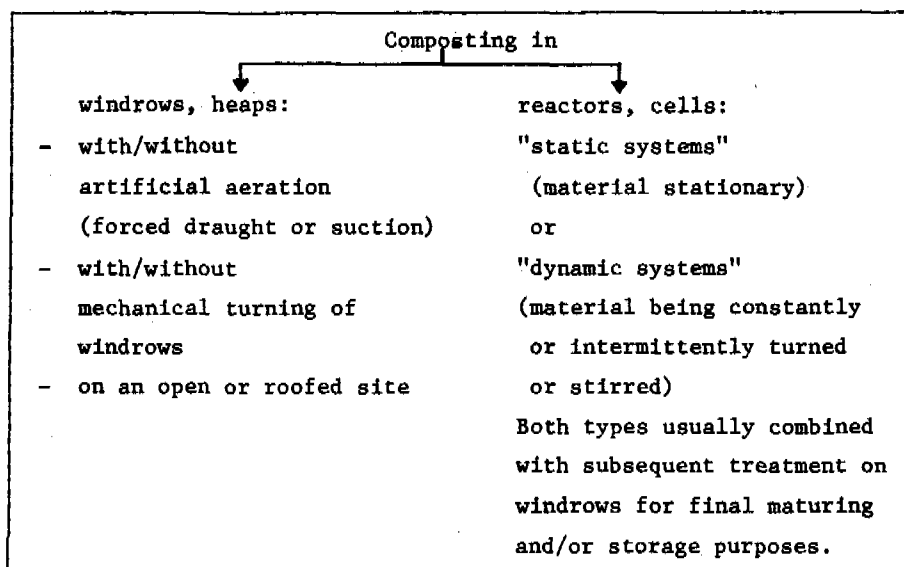 Composting in
windrows, heaps:
- with/without
artificial aeration
(forced draught or suction)
- with/without
mechanical turning of
windrows
- on an open or roofed site
reactors, cells:
"static systems"
(material stationary)
or
"dynamic systems"
(material being constantly
or intermittently turned
or stirred)
Both types usually combined
with subsequent treatment on
windrows for final maturing
and/or storage purposes.